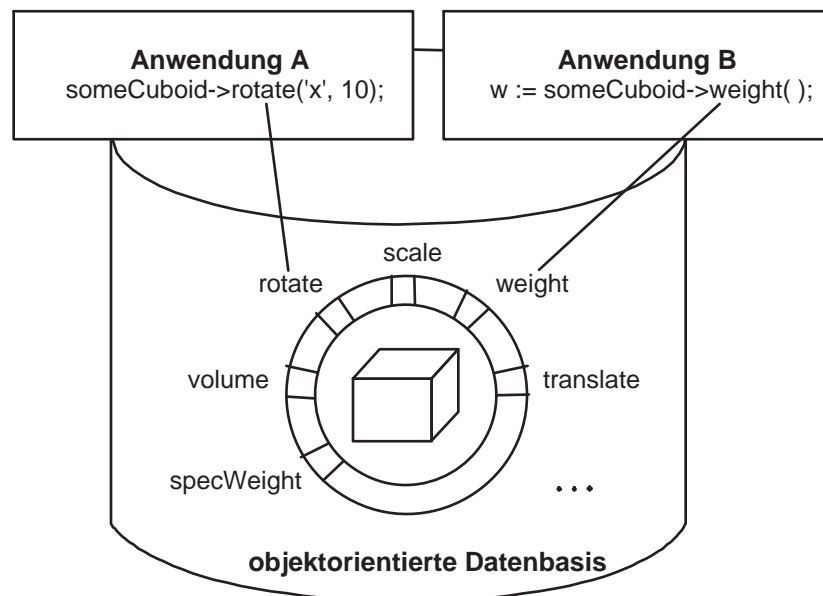 Anwendung A
someCuboid->rotate('x', 10);
Anwendung B
w := someCuboid->weight( );
scale
rotate
weight
volume
translate
specWeight
...
objektorientierte Datenbasis